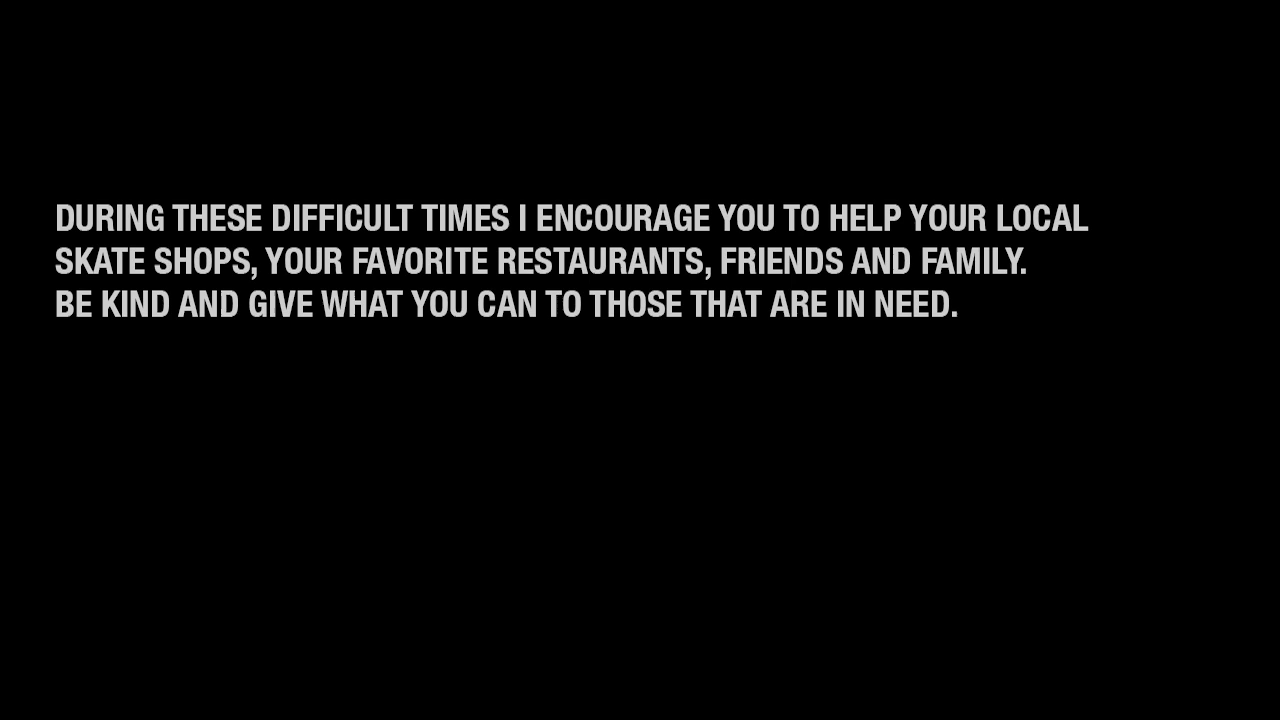 DURING THESE DIFFICULT TIMES I ENCOURAGE YOU TO HELP YOUR LOCAL
SKATE SHOPS, YOUR FAVORITE RESTAURANTS, FRIENDS AND FAMILY.
BE KIND AND GIVE WHAT YOU CAN TO THOSE THAT ARE IN NEED.